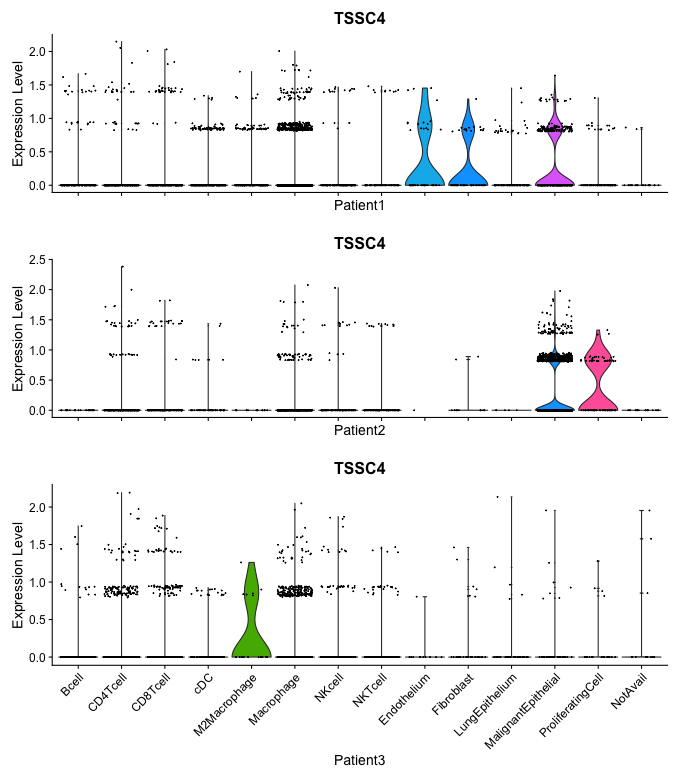 TSSC4
Expression Level
2.0
1.5
1.0
0.5
0.0
Patient1
TSSC4
Expression Level
2.5
2.0
1.5
1.0
0.5
0.0
Patient2
TSSC4
Expression Level
2.0
1.5
1.0
0.5
0.0
Bcell
CD4Tcell
CD8Tcell
cDC
M2Macrophage
Macrophage
NKcell
NKTcell
Endothelium
Fibroblast
LungEpithelium
MalignantEpithelial
ProliferatingCell
NotAvail
Patient3